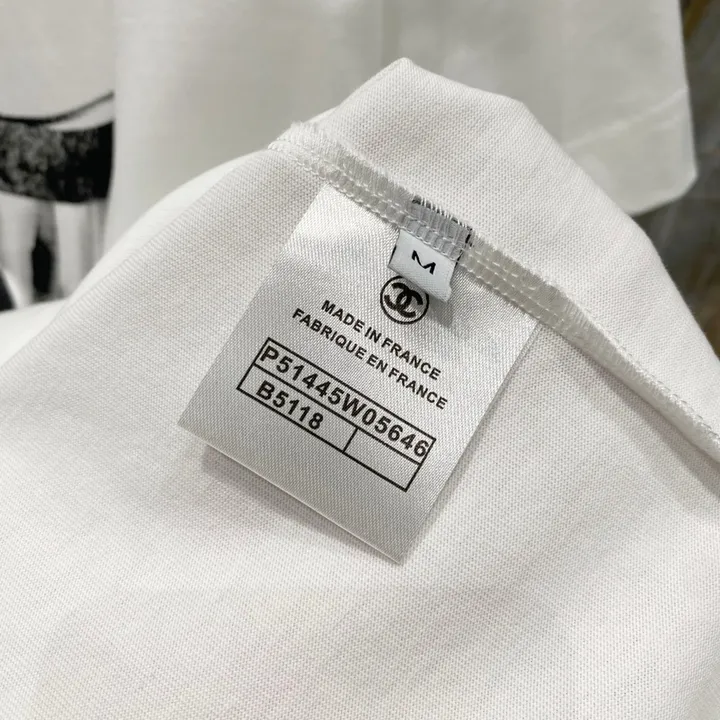 M
MADE IN FRANCE
FABRIQUE EN FRANCE
P51445W05646
B5118